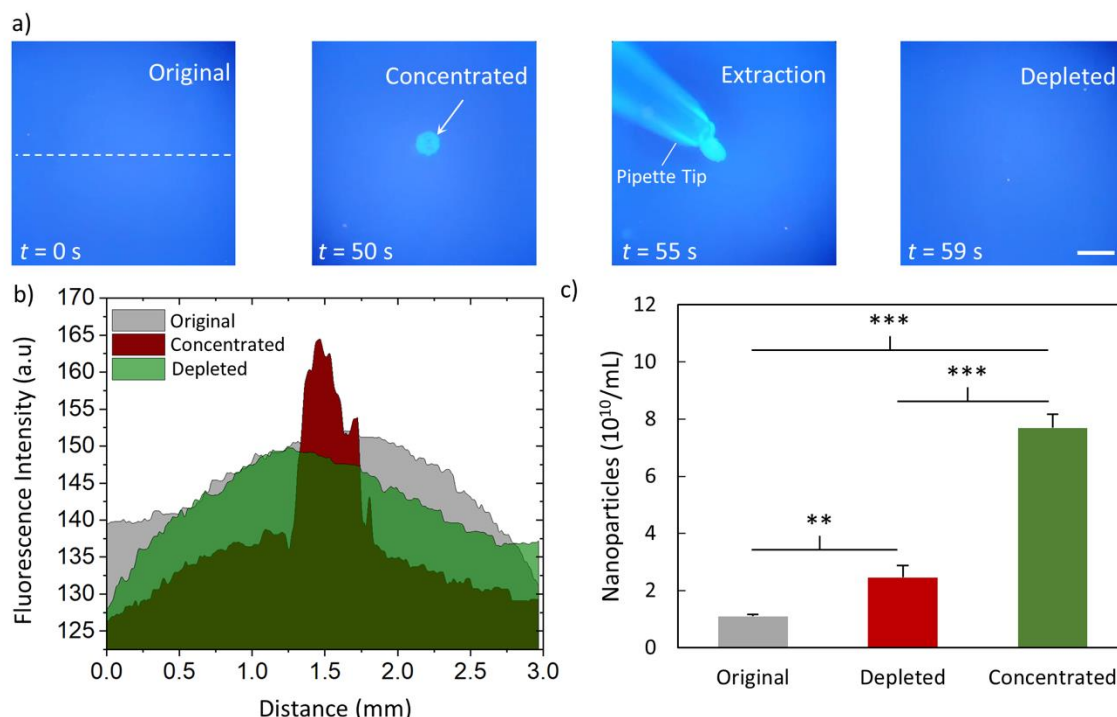 a)
Original
Concentrated
Extraction
Depleted
Pipette Tip
t = 0 s
t = 50 s
t = 55 s
t = 59 s
b)
170
165
160
155
150
145
140
135
130
125
Fluorescence Intensity (a.u)
Original
Concentrated
Depleted
0.0
0.5
1.0
1.5
2.0
2.5
3.0
Distance (mm)
c)
12
10
8
6
4
2
0
Nanoparticles (10¹⁰/mL)
***
***
**
Original
Depleted
Concentrated